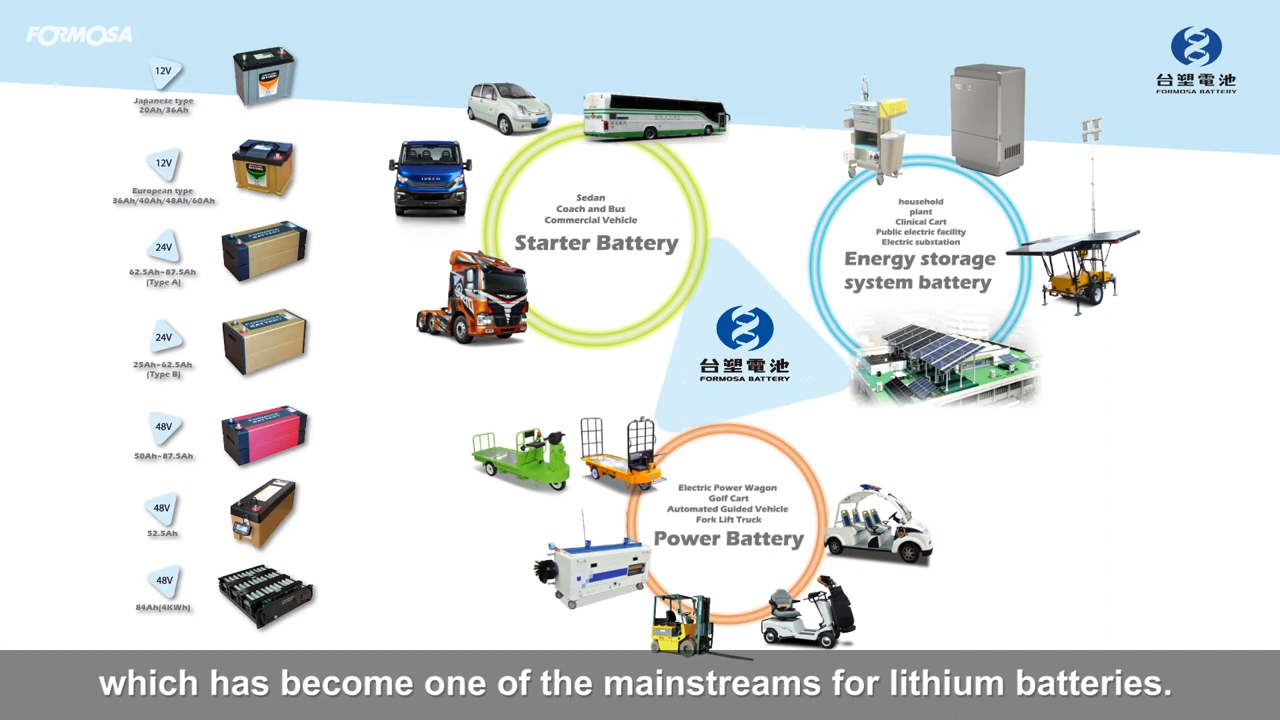 FORMOSA
台塑電池
FORMOSA BATTERY
12V
Japanese type
20Ah/36Ah
12V
European type
36Ah/40Ah/48Ah/60Ah
24V
62.5Ah~87.5Ah
(Type A)
24V
25Ah~62.5Ah
(Type B)
48V
50Ah~87.5Ah
48V
52.5Ah
48V
84Ah(4KWh)
IVECO
Sedan
Coach and Bus
Commercial Vehicle
Starter Battery
household
plant
Clinical Cart
Public electric facility
Electric substation
Energy storage
system battery
台塑電池
FORMOSA BATTERY
Electric Power Wagon
Golf Cart
Automated Guided Vehicle
Fork Lift Truck
Power Battery
which has become one of the mainstreams for lithium batteries.